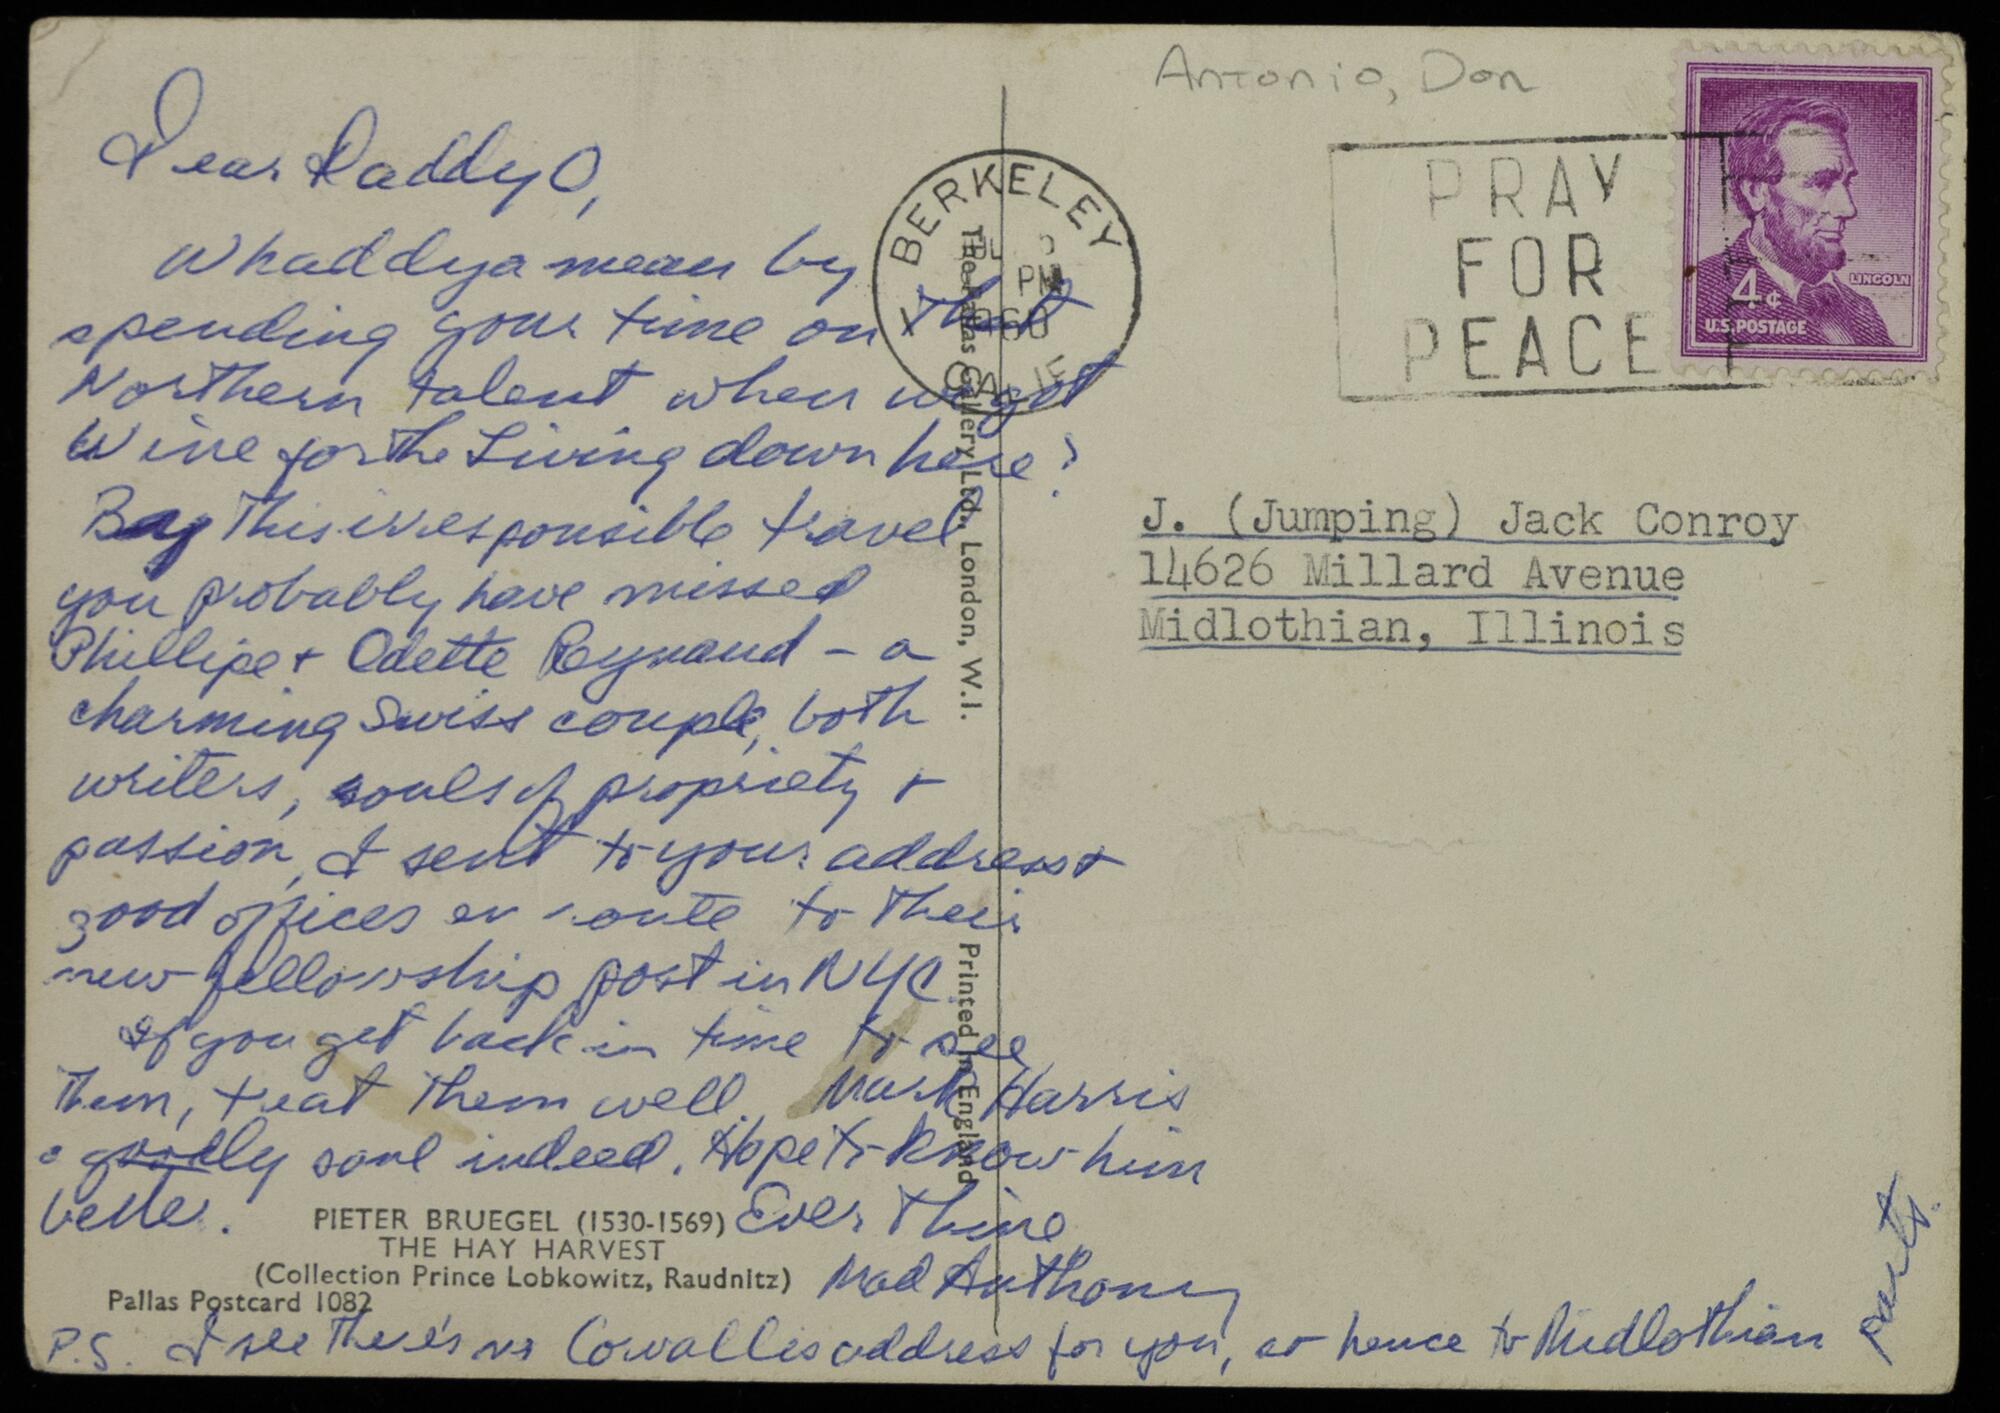 Antonio, Don
Dear Daddy O,
Whaddya mean by
spending your time on that
Northern talent when we got
Wine for the Living down here?
By This irresponsible travel
you probably have missed
Phillipe + Odette Reymaud - a
charming Swiss couple, both
writers, souls of propriety +
passion, I sent to your address +
good offices en route to their
new fellowship post in NYC.
If you get back in time to see
Them, treat Them well. Mark Harris
a goodly soul indeed. Hope to know him
better. Ever Thine
Mad Anthony
P.S. I see there's no Corvallis address for you, so hence to Midlothian
parts.
PIETER BRUEGEL (1530-1569)
THE HAY HARVEST
(Collection Prince Lobkowitz, Raudnitz)
Pallas Postcard 1082
The Pallas Gallery Ltd., London, W.1.
Printed in England
BERKELEY
PM
1960
CALIF
PRAY
FOR
PEACE
LINCOLN
4¢
U.S. POSTAGE
J. (Jumping) Jack Conroy
14626 Millard Avenue
Midlothian, Illinois